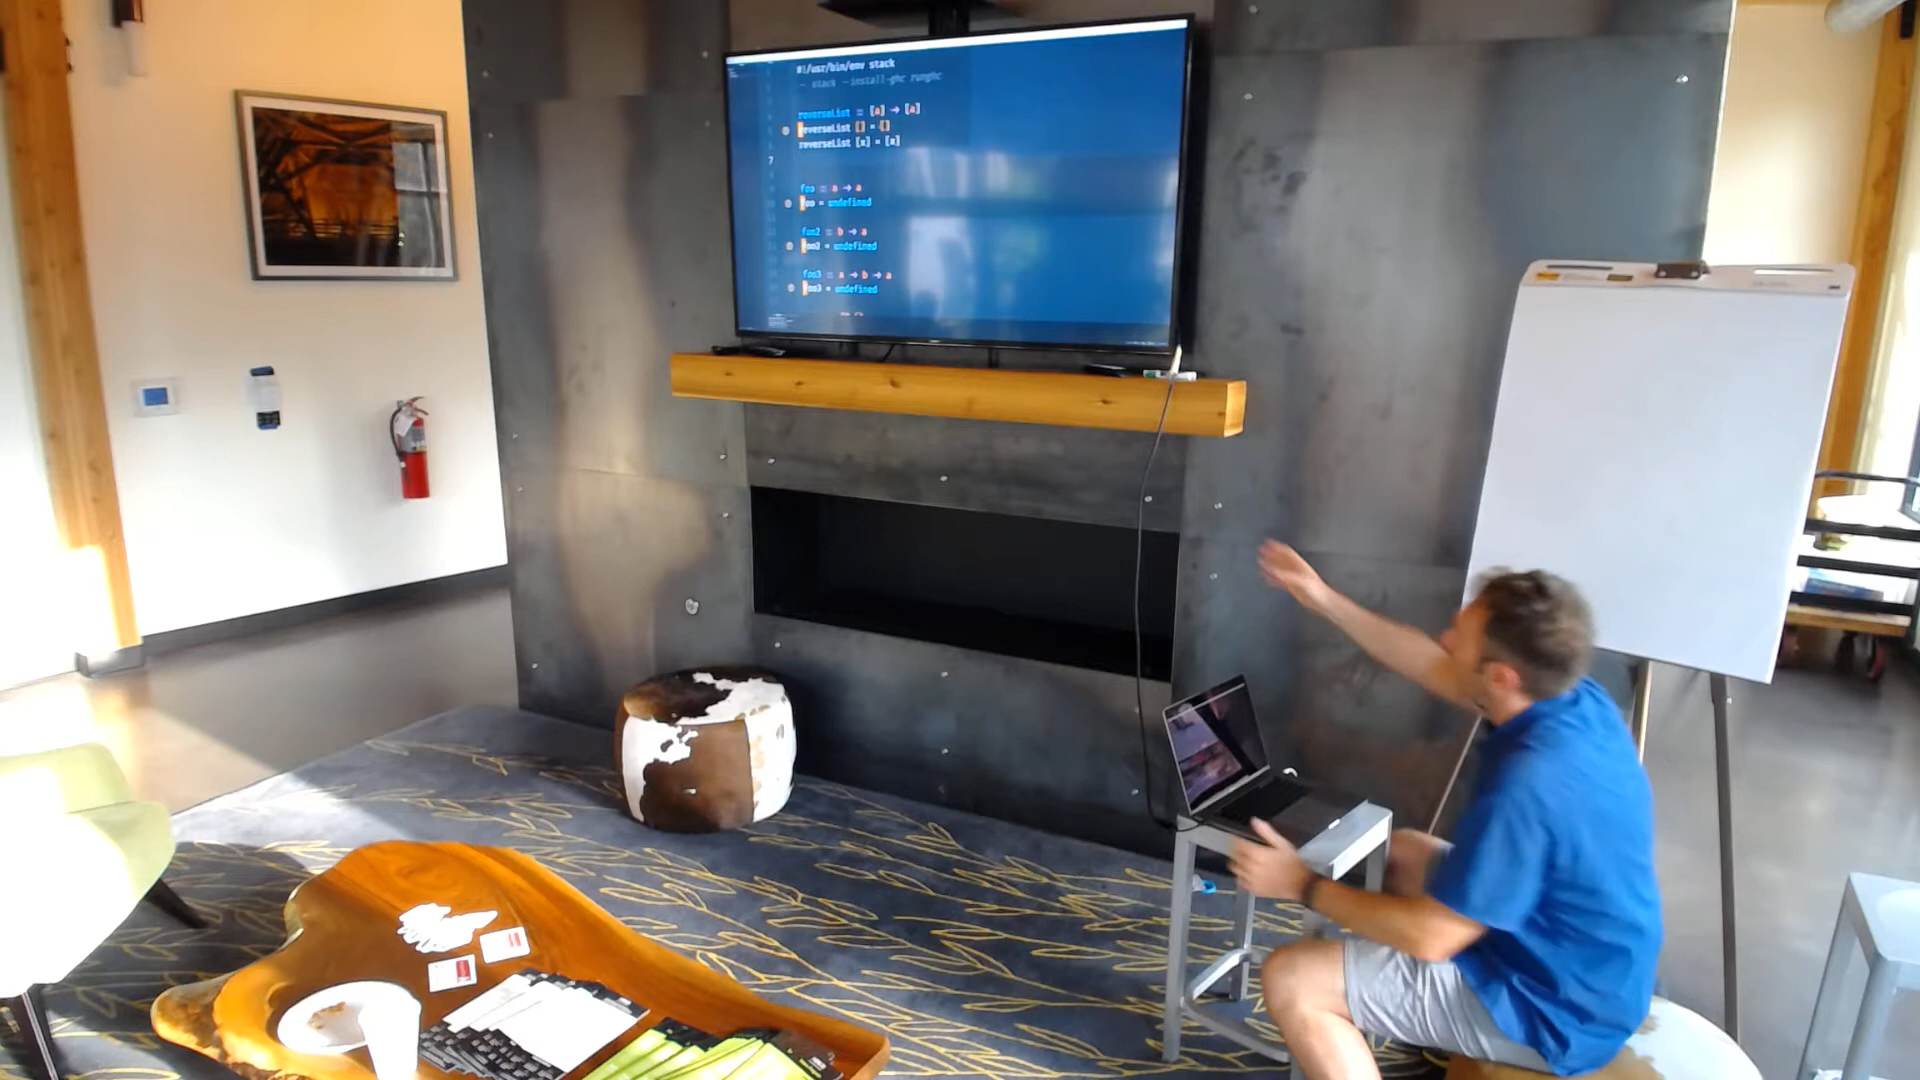 #!/usr/bin/env stack
-- stack --install-ghc runghc
reverseList :: [a] → [a]
reverseList [] = []
reverseList [x] = [x]
7
foo :: a → a
foo = undefined
foo2 :: b → a
foo2 = undefined
foo3 :: a → b → a
foo3 = undefined